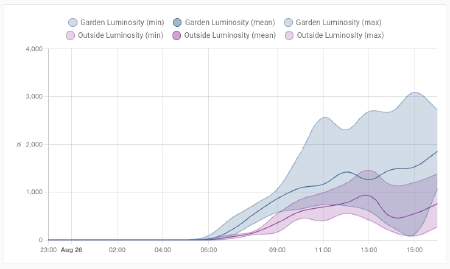 Garden Luminosity (min) Garden Luminosity (mean) Garden Luminosity (max)
Outside Luminosity (min) Outside Luminosity (mean) Outside Luminosity (max)
4,000
3,000
lx
2,000
1,000
0
23:00 Aug 26 02:00 04:00 06:00 09:00 11:00 13:00 15:00